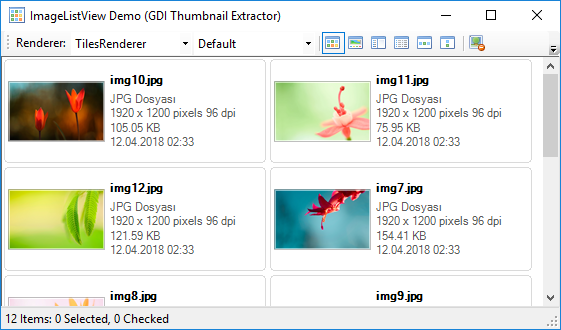 ImageListView Demo (GDI Thumbnail Extractor)
Renderer: TilesRenderer Default
img10.jpg
JPG Dosyası
1920 x 1200 pixels 96 dpi
105.05 KB
12.04.2018 02:33
img11.jpg
JPG Dosyası
1920 x 1200 pixels 96 dpi
75.95 KB
12.04.2018 02:33
img12.jpg
JPG Dosyası
1920 x 1200 pixels 96 dpi
121.59 KB
12.04.2018 02:33
img7.jpg
JPG Dosyası
1920 x 1200 pixels 96 dpi
154.41 KB
12.04.2018 02:33
img8.jpg
img9.jpg
12 Items: 0 Selected, 0 Checked